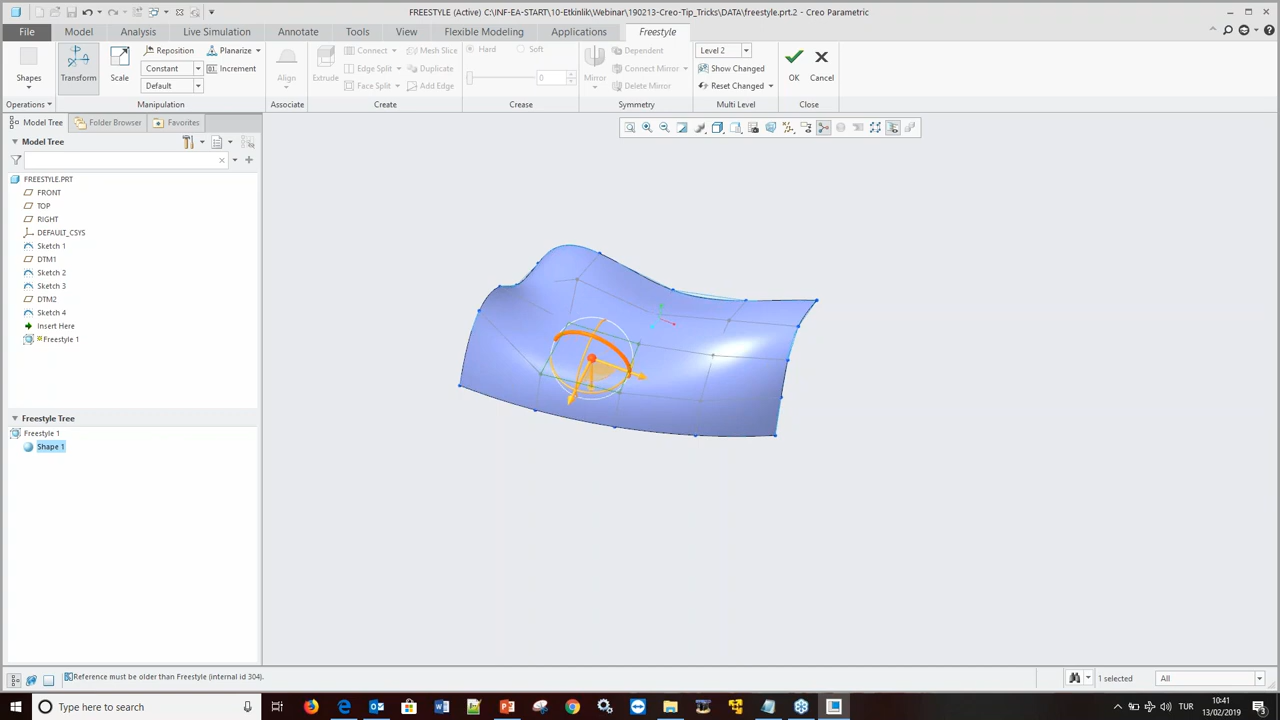 FREESTYLE (Active) C:\INF-EA-START\10-Etkinlik\Webinar\190213-Creo-Tip_Tricks\DATA\freestyle.prt.2 - Creo Parametric
File Model Analysis Live Simulation Annotate Tools View Flexible Modeling Applications Freestyle
Shapes
Transform
Scale
Reposition
Planarize
Constant
Increment
Default
Align
Extrude
Connect
Mesh Slice
Edge Split
Duplicate
Face Split
Add Edge
Hard
Soft
0
Mirror
Dependent
Connect Mirror
Delete Mirror
Level 2
Show Changed
Reset Changed
OK
Cancel
Operations
Manipulation
Associate
Create
Crease
Symmetry
Multi Level
Close
Model Tree
Folder Browser
Favorites
Model Tree
FREESTYLE.PRT
FRONT
TOP
RIGHT
DEFAULT_CSYS
Sketch 1
DTM1
Sketch 2
Sketch 3
DTM2
Sketch 4
Insert Here
Freestyle 1
Freestyle Tree
Freestyle 1
Shape 1
Reference must be older than Freestyle (internal id 304).
1 selected
All
Type here to search
TUR
10:41
13/02/2019